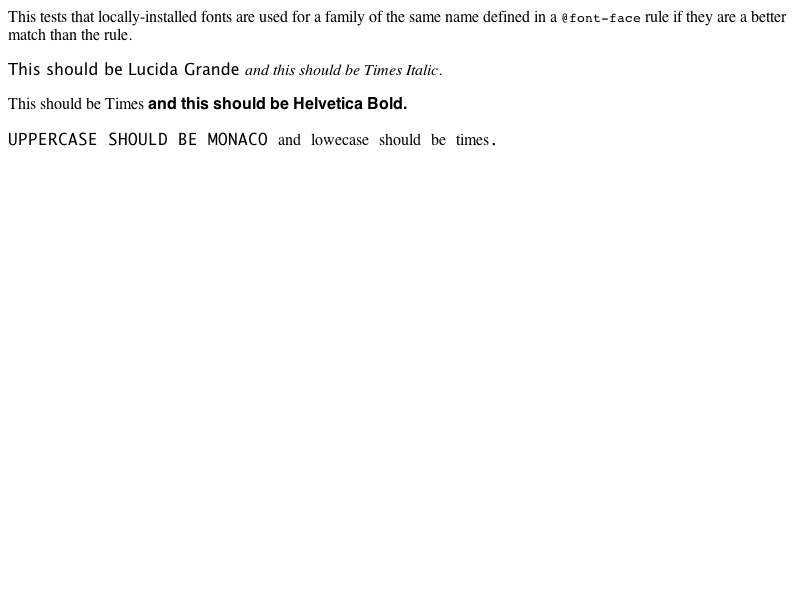 This tests that locally-installed fonts are used for a family of the same name defined in a @font-face rule if they are a better
match than the rule.
This should be Lucida Grande and this should be Times Italic.
This should be Times and this should be Helvetica Bold.
UPPERCASE SHOULD BE MONACO and lowecase should be times.